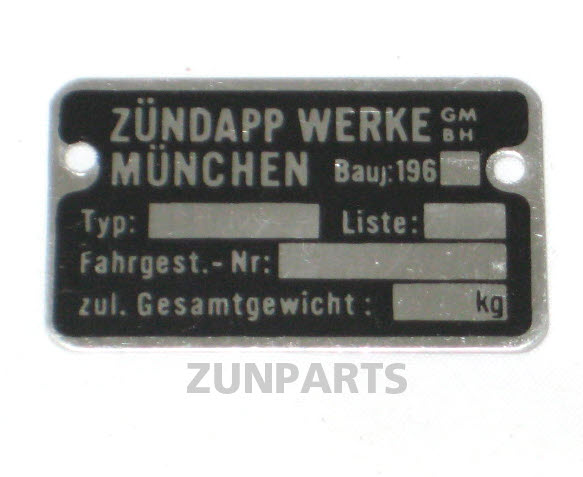 ZÜNDAPP WERKE GM BH
MÜNCHEN Bauj:196
Typ: Liste:
Fahrgest.- Nr:
zul. Gesamtgewicht: kg
ZUNPARTS